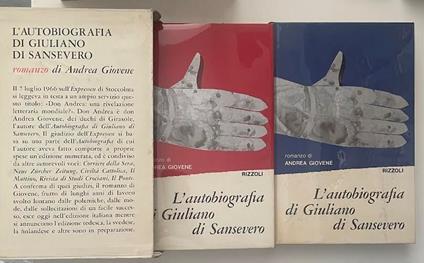 L'AUTOBIOGRAFIA
DI GIULIANO
DI SANSEVERO
romanzo di Andrea Giovene
Il 7 luglio 1966 sull'Expressen di Stoccolma
si leggeva in testa a un ampio servizio que-
sto titolo: «Don Andrea: una rivelazione
letteraria mondiale?». Don Andrea è don
Andrea Giovene, dei duchi di Girasole,
l'autore dell'Autobiografia di Giuliano di
Sansevero. Il giudizio dell'Expressen si ba-
sa su una parte dell'Autobiografia di cui
l'autore aveva fatto comporre a proprie
spese un'edizione numerata, ed è condiviso
da altre autorevoli voci: Corriere della Sera,
Neue Zürcher Zeitung, Civiltà Cattolica, Il
Mattino, Rivista di Studi Crociani, Il Ponte.
A conferma di quei giudizi, il romanzo di
Giovene, frutto di lunghi anni di lavoro
svolto lontano dalle polemiche, dalle mo-
de, dalle sollecitazioni di un facile succes-
so, esce oggi nell'edizione italiana mentre
si annunciano l'edizione tedesca, la svedese,
la finlandese e altre sono in preparazione.
romanzo di
ANDREA GIOVENE
RIZZOLI
L'autobiografia
di Giuliano
di Sansevero
romanzo di
ANDREA GIOVENE
RIZZOLI
L'autobiografia
di Giuliano
di Sansevero